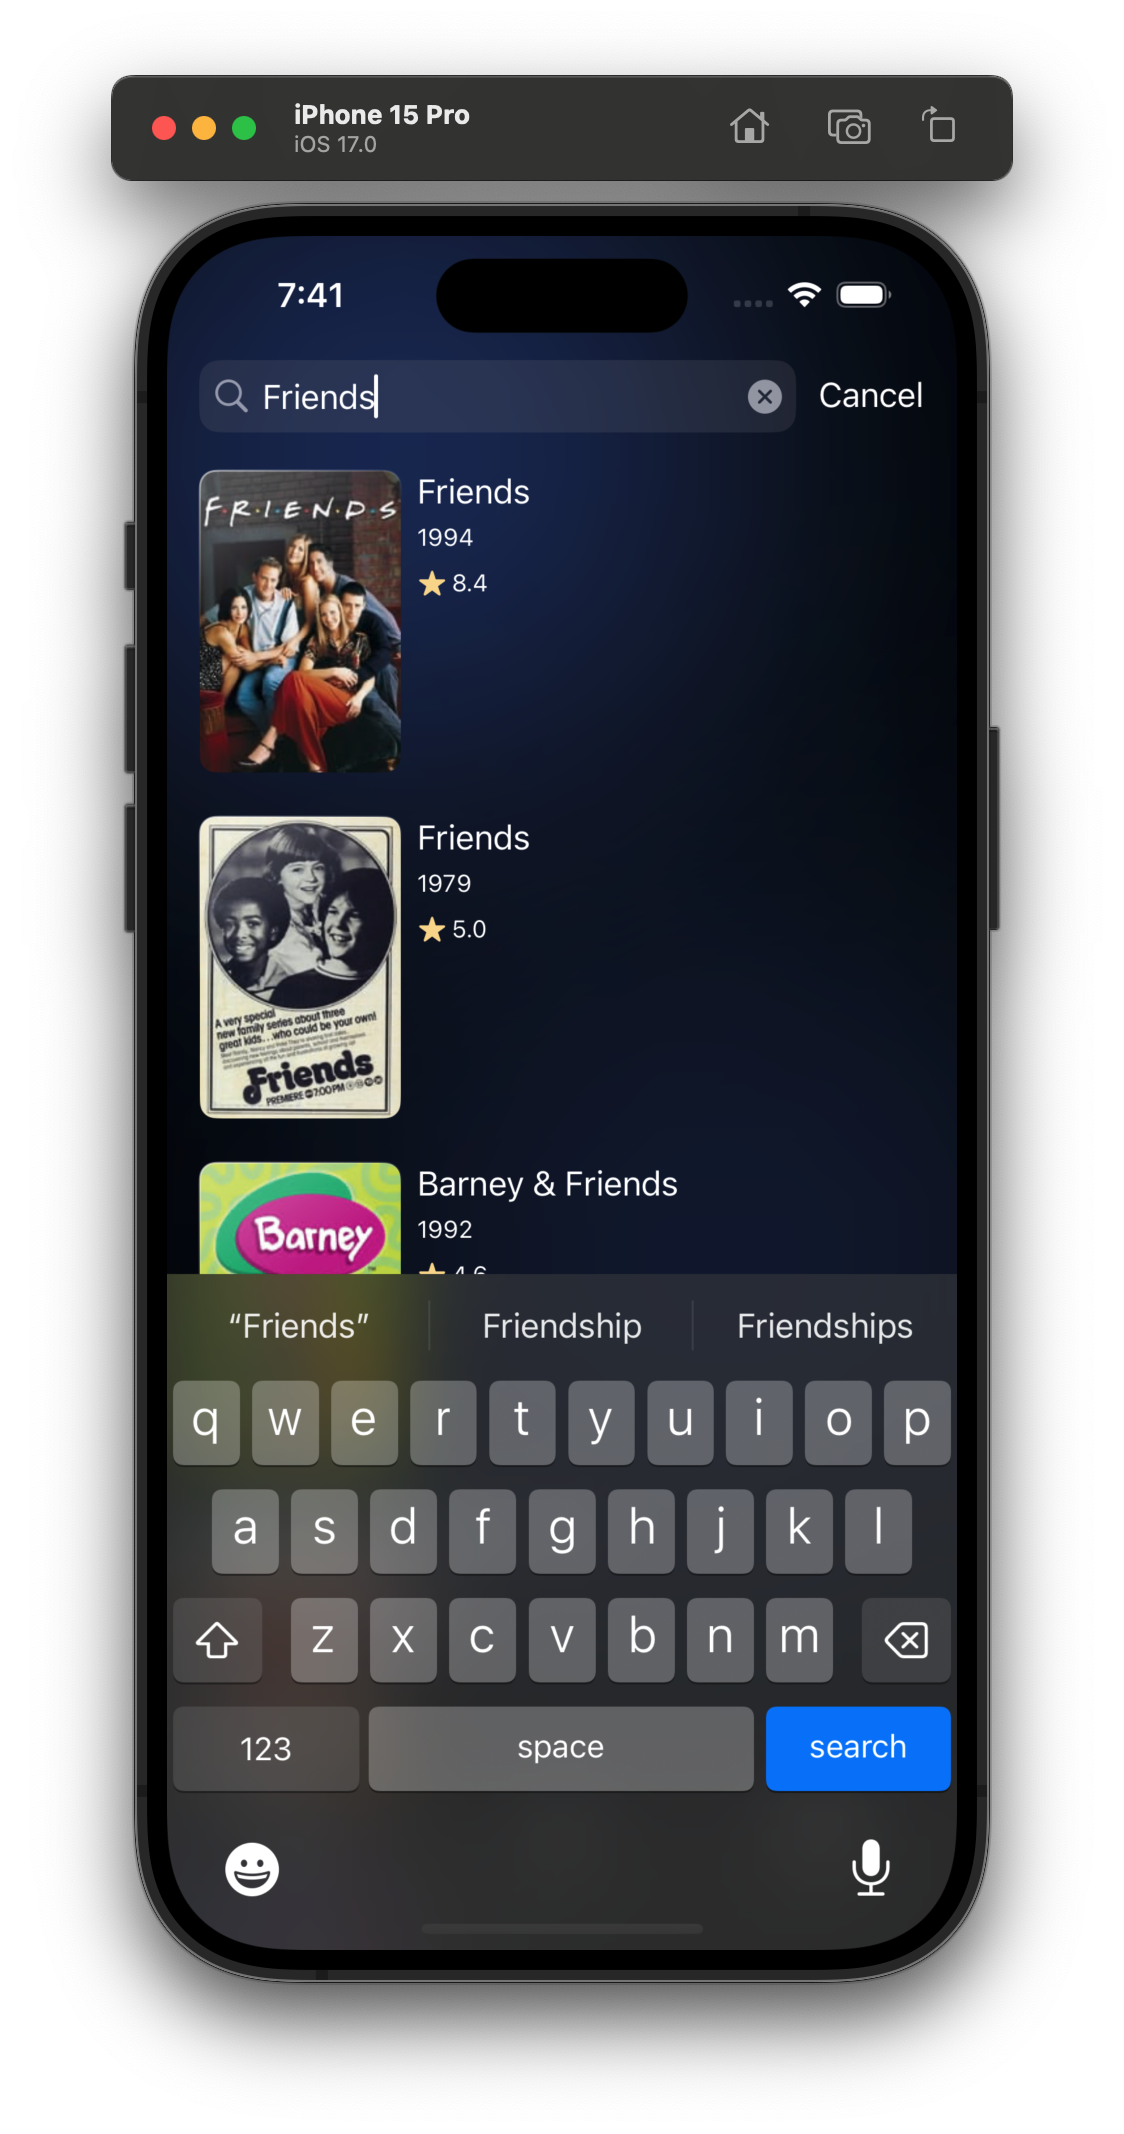 iPhone 15 Pro
iOS 17.0
7:41
Friends
Cancel
F·R·I·E·N·D·S
Friends
1994
8.4
A very special
new family series about three
great kids...who could be your own!
Friends
PREMIERE 7:00PM
Friends
1979
5.0
Barney
Barney & Friends
1992
4.6
“Friends” Friendship Friendships
q w e r t y u i o p
a s d f g h j k l
z x c v b n m
123 space search